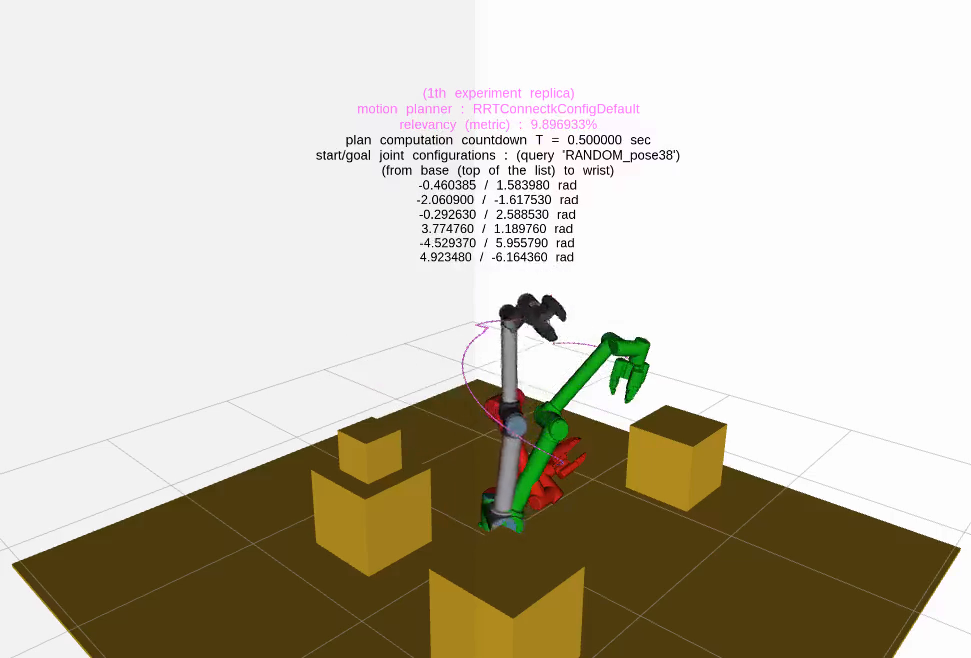 (1th experiment replica)
motion planner : RRTConnectkConfigDefault
relevancy (metric) : 9.896933%
plan computation countdown T = 0.500000 sec
start/goal joint configurations : (query 'RANDOM_pose38')
(from base (top of the list) to wrist)
-0.460385 / 1.583980 rad
-2.060900 / -1.617530 rad
-0.292630 / 2.588530 rad
3.774760 / 1.189760 rad
-4.529370 / 5.955790 rad
4.923480 / -6.164360 rad